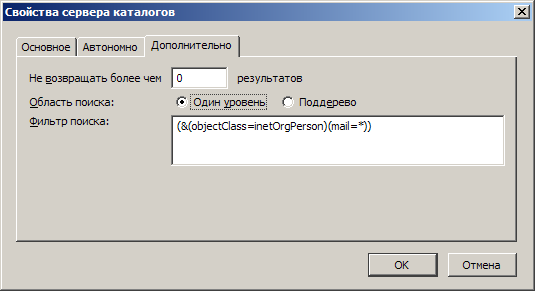 Свойства сервера каталогов
Основное Автономно Дополнительно
Не возвращать более чем 0 результатов
Область поиска: Один уровень Поддерево
Фильтр поиска: (&(objectClass=inetOrgPerson)(mail=*))
OK Отмена